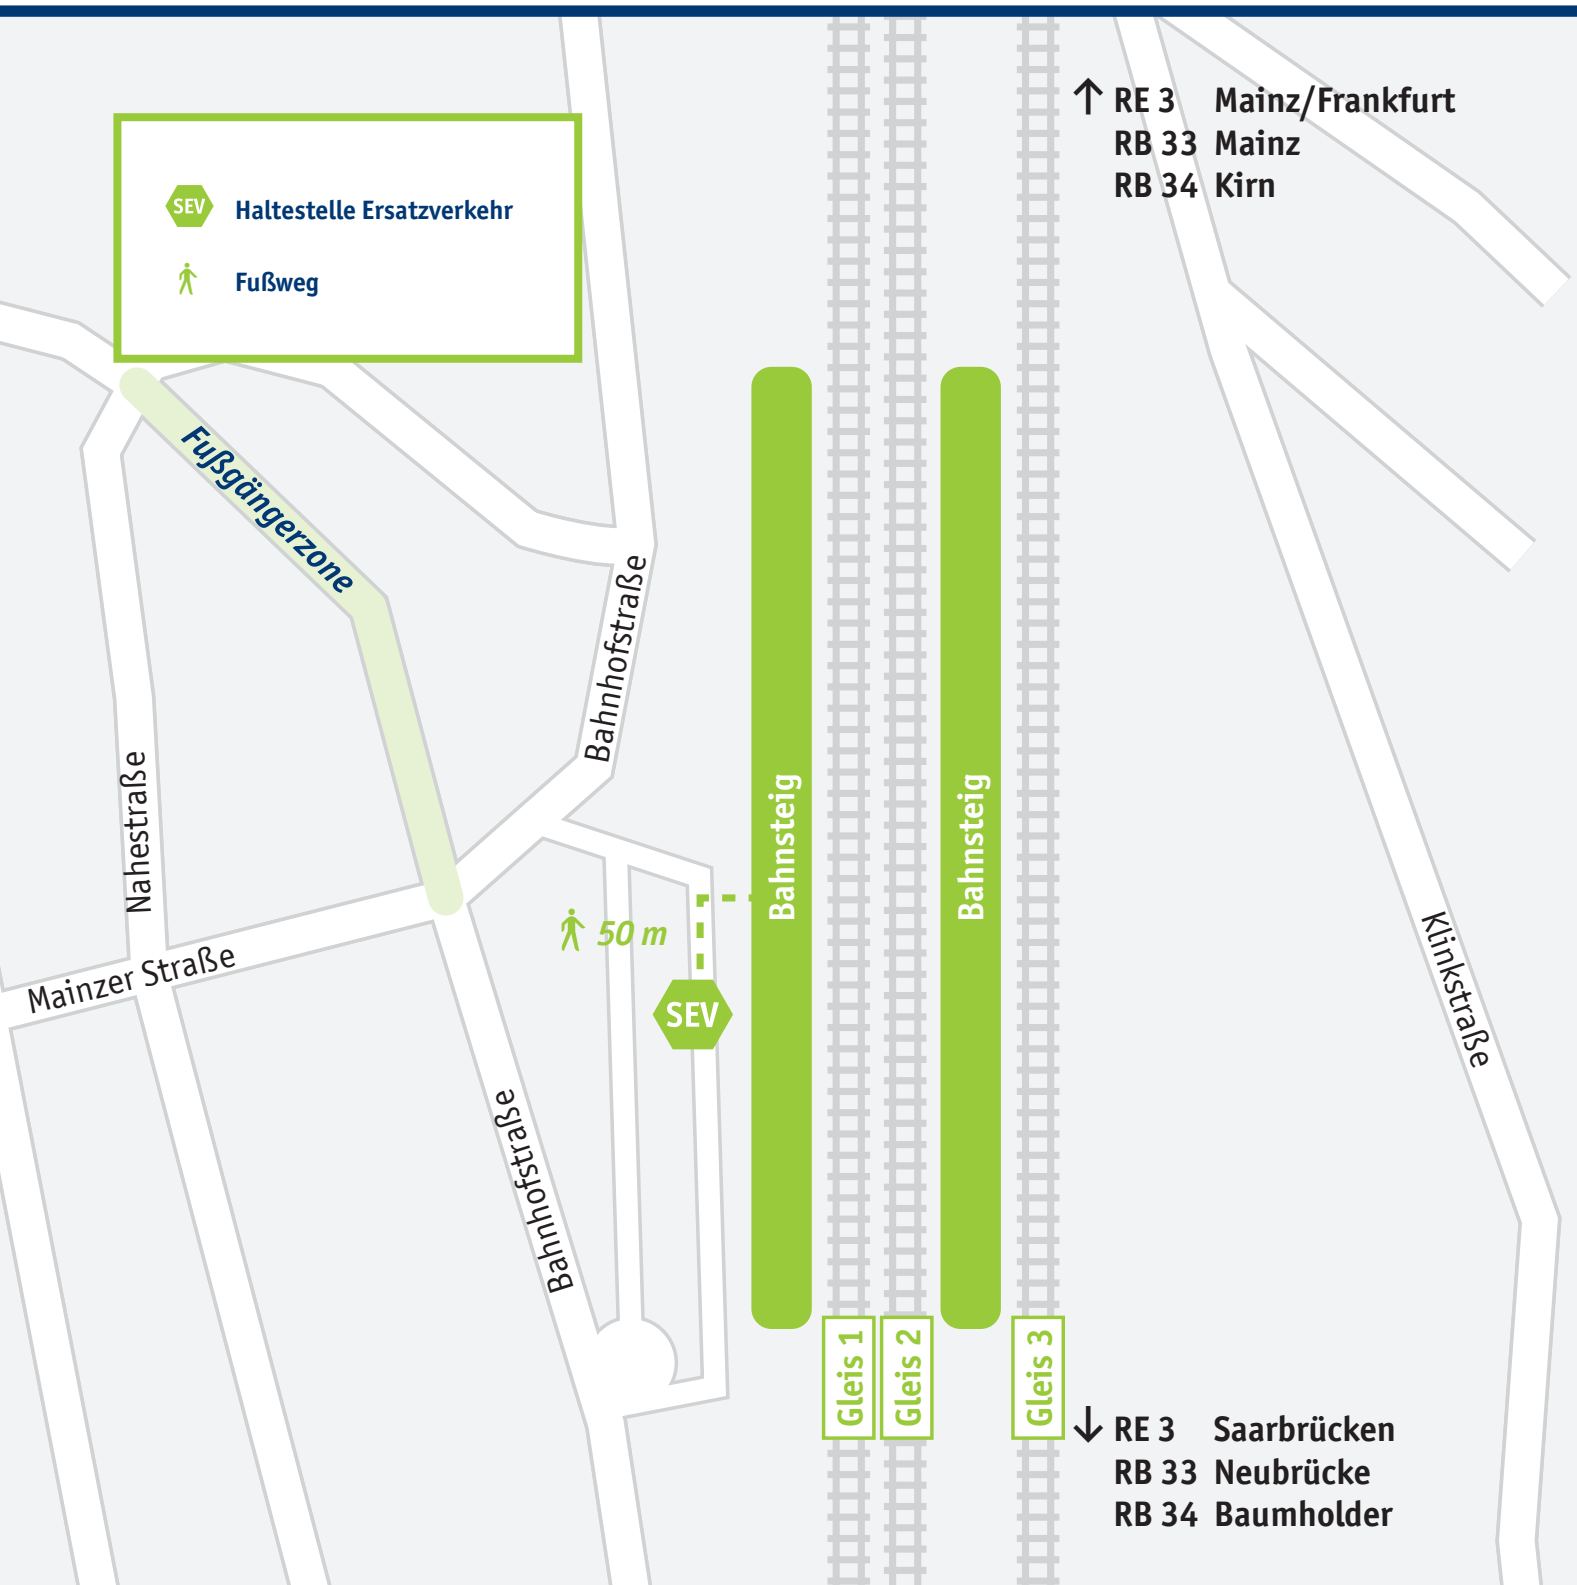 ↑ RE 3 Mainz/Frankfurt
RB 33 Mainz
RB 34 Kirn
SEV Haltestelle Ersatzverkehr
Fußweg
Fußgängerzone
Bahnhofstraße
Nahestraße
Bahnsteig
Bahnsteig
50 m
Mainzer Straße
SEV
Klinkstraße
Bahnhofstraße
Gleis 1
Gleis 2
Gleis 3
↓ RE 3 Saarbrücken
RB 33 Neubrücke
RB 34 Baumholder